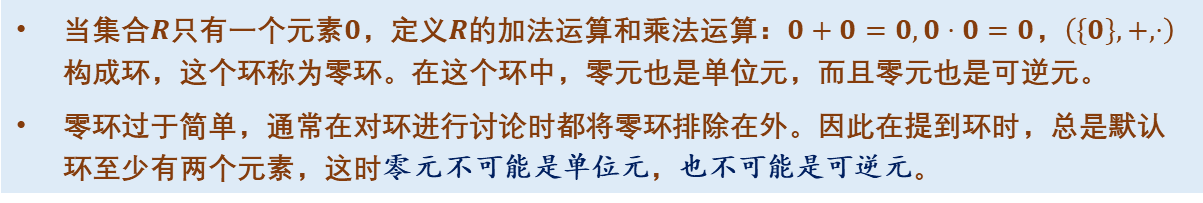 • 当集合R只有一个元素0，定义R的加法运算和乘法运算：0 + 0 = 0, 0 · 0 = 0，({0}, +,·)
构成环，这个环称为零环。在这个环中，零元也是单位元，而且零元也是可逆元。
• 零环过于简单，通常在对环进行讨论时都将零环排除在外。因此在提到环时，总是默认
环至少有两个元素，这时零元不可能是单位元，也不可能是可逆元。